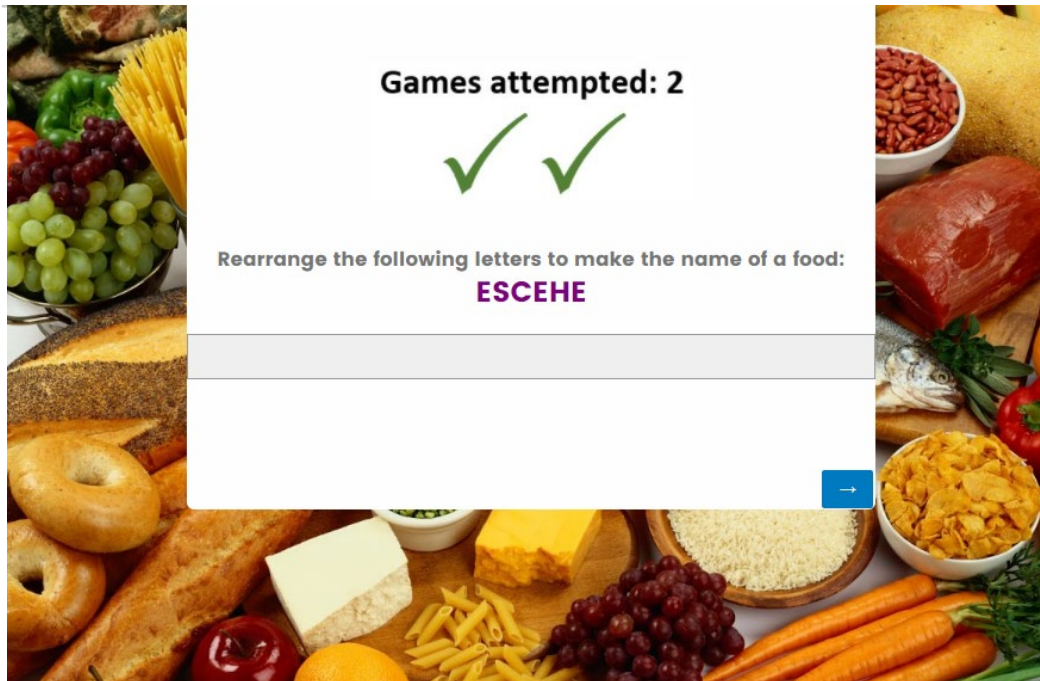 Games attempted: 2
Rearrange the following letters to make the name of a food:
ESCEHE
→